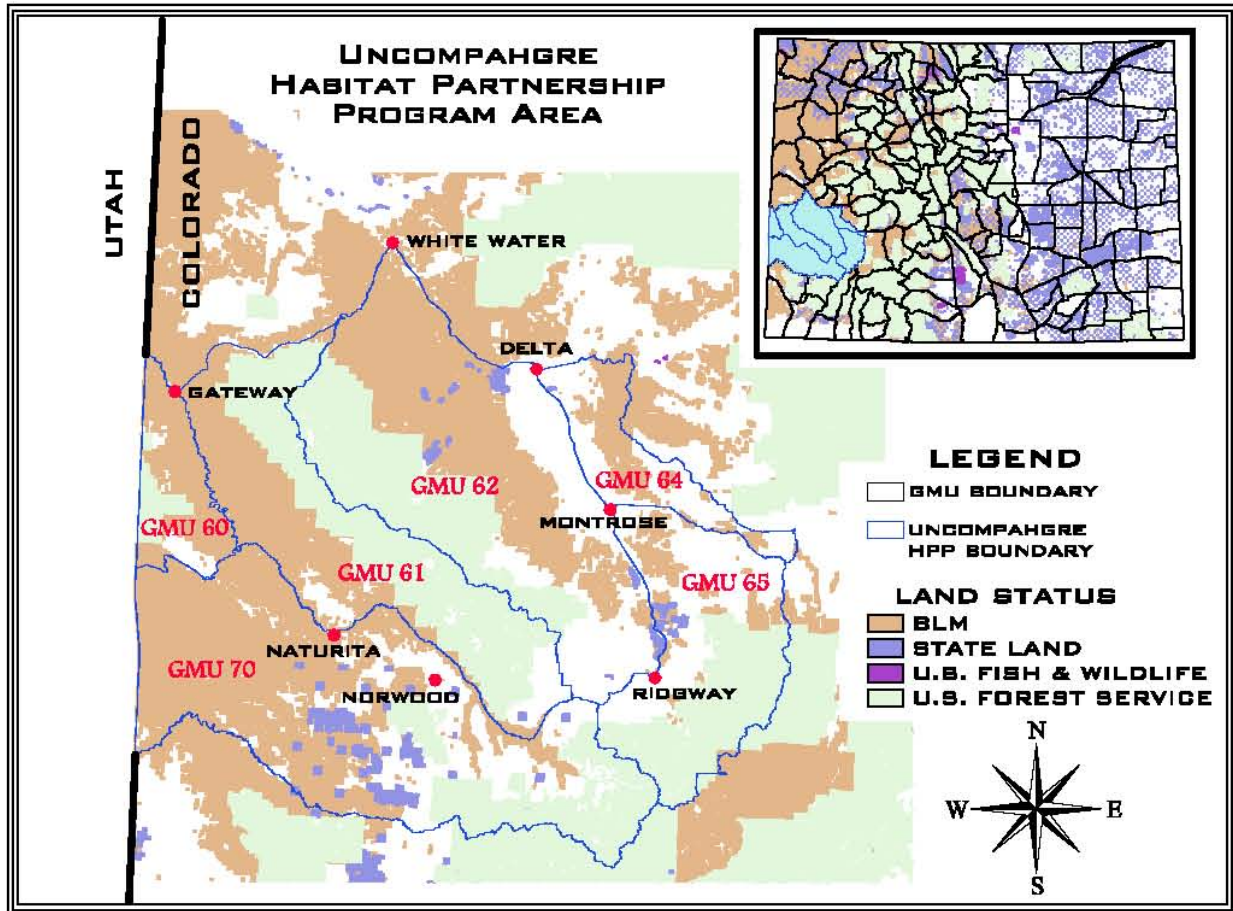 UNCOMPAHGRE
HABITAT PARTNERSHIP
PROGRAM AREA
UTAH
COLORADO
WHITE WATER
DELTA
GATEWAY
GMU 62
GMU 64
MONTROSE
GMU 60
GMU 61
GMU 65
NATURITA
GMU 70
NORWOOD
RIDGWAY
LEGEND
GMU BOUNDARY
UNCOMPAHGRE
HPP BOUNDARY
LAND STATUS
BLM
STATE LAND
U.S. FISH & WILDLIFE
U.S. FOREST SERVICE
N
W
E
S